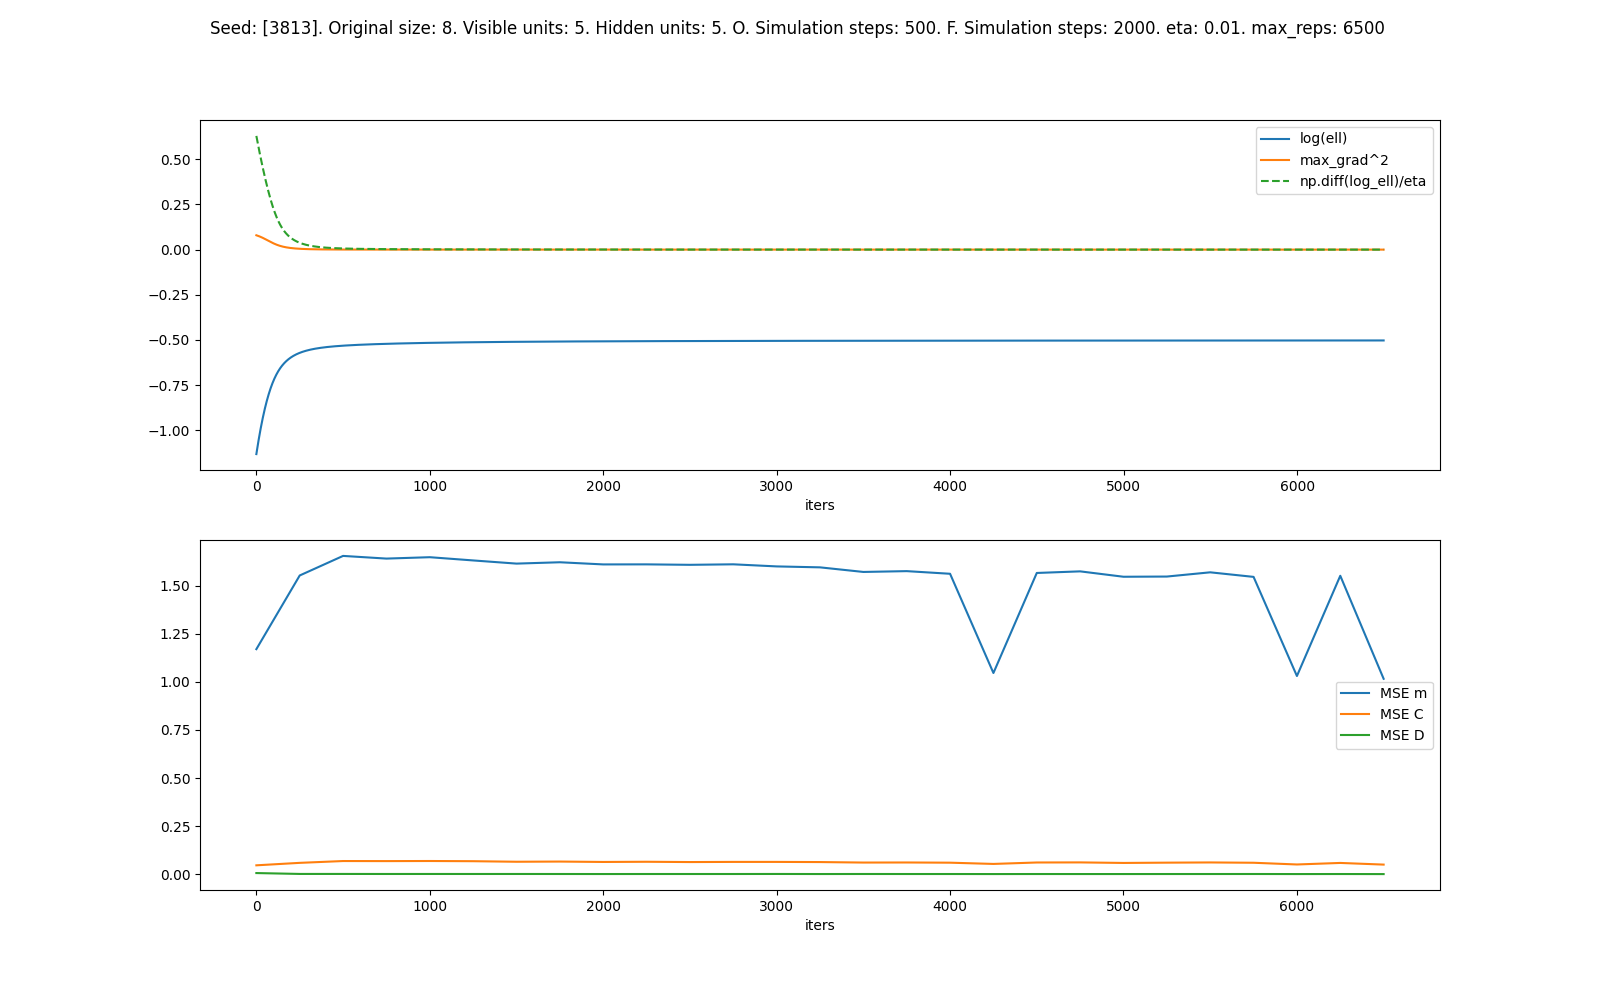 Seed: [3813]. Original size: 8. Visible units: 5. Hidden units: 5. O. Simulation steps: 500. F. Simulation steps: 2000. eta: 0.01. max_reps: 6500
log(ell)
max_grad^2
np.diff(log_ell)/eta
0.50
0.25
0.00
−0.25
−0.50
−0.75
−1.00
0 1000 2000 3000 4000 5000 6000
iters
1.50
1.25
1.00
0.75
0.50
0.25
0.00
MSE m
MSE C
MSE D
0 1000 2000 3000 4000 5000 6000
iters